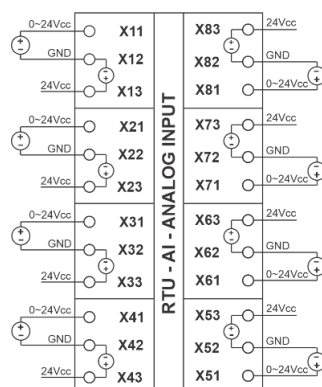 0~24Vcc X11 X83 24Vcc
GND X12 X82 GND
24Vcc X13 X81 0~24Vcc
0~24Vcc X21 X73 24Vcc
GND X22 X72 GND
24Vcc X23 X71 0~24Vcc
RTU - AI - ANALOG INPUT
0~24Vcc X31 X63 24Vcc
GND X32 X62 GND
24Vcc X33 X61 0~24Vcc
0~24Vcc X41 X53 24Vcc
GND X42 X52 GND
24Vcc X43 X51 0~24Vcc